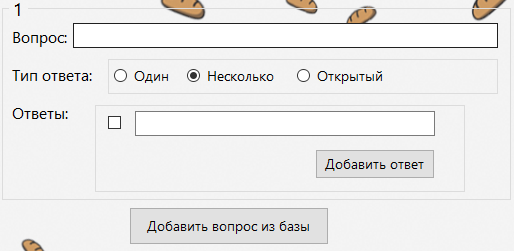 1
Вопрос:
Тип ответа: Один Несколько Открытый
Ответы:
Добавить ответ
Добавить вопрос из базы